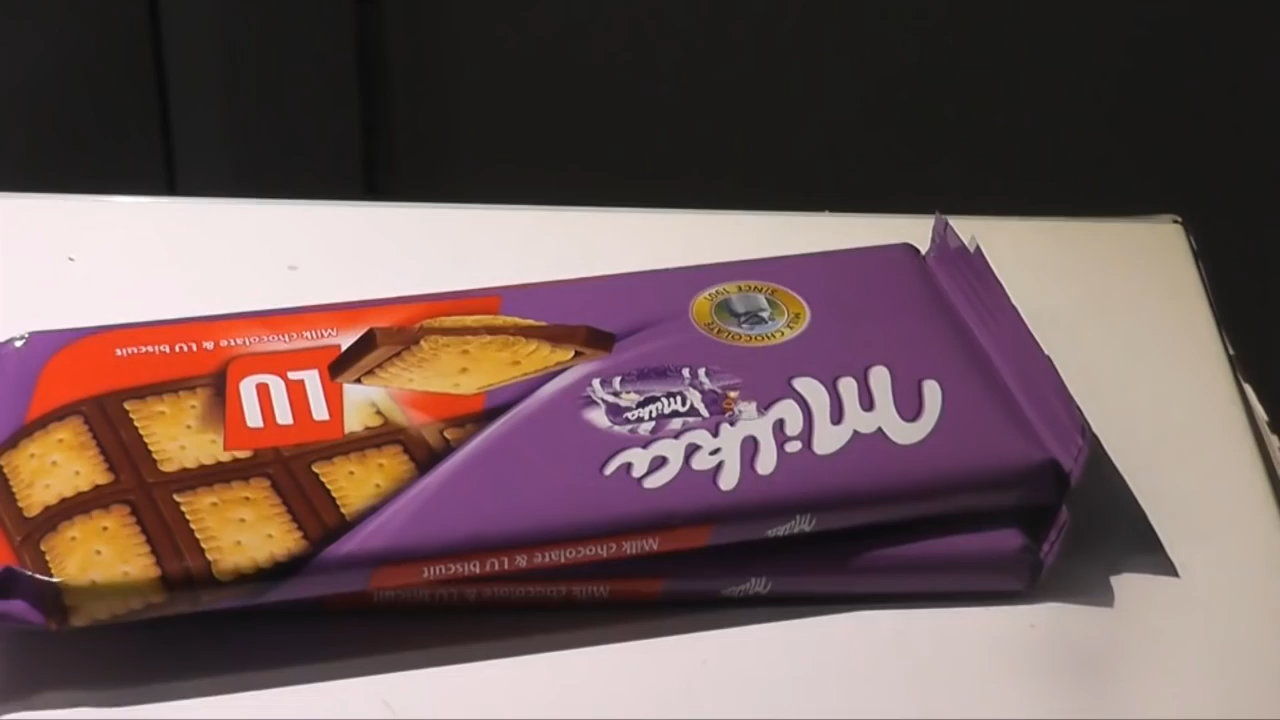 Milka
MILK CHOCOLATE
SINCE 1901
Milka
LU
Milk chocolate & LU biscuit
Milka
Milk chocolate & LU biscuit
Milka
Milk chocolate & LU biscuit